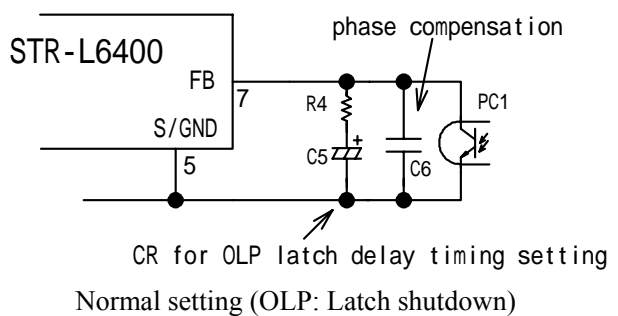 phase compensation
STR-L6400
FB
7
R4
PC1
S/GND
C5
+
C6
5
CR for OLP latch delay timing setting
Normal setting (OLP: Latch shutdown)